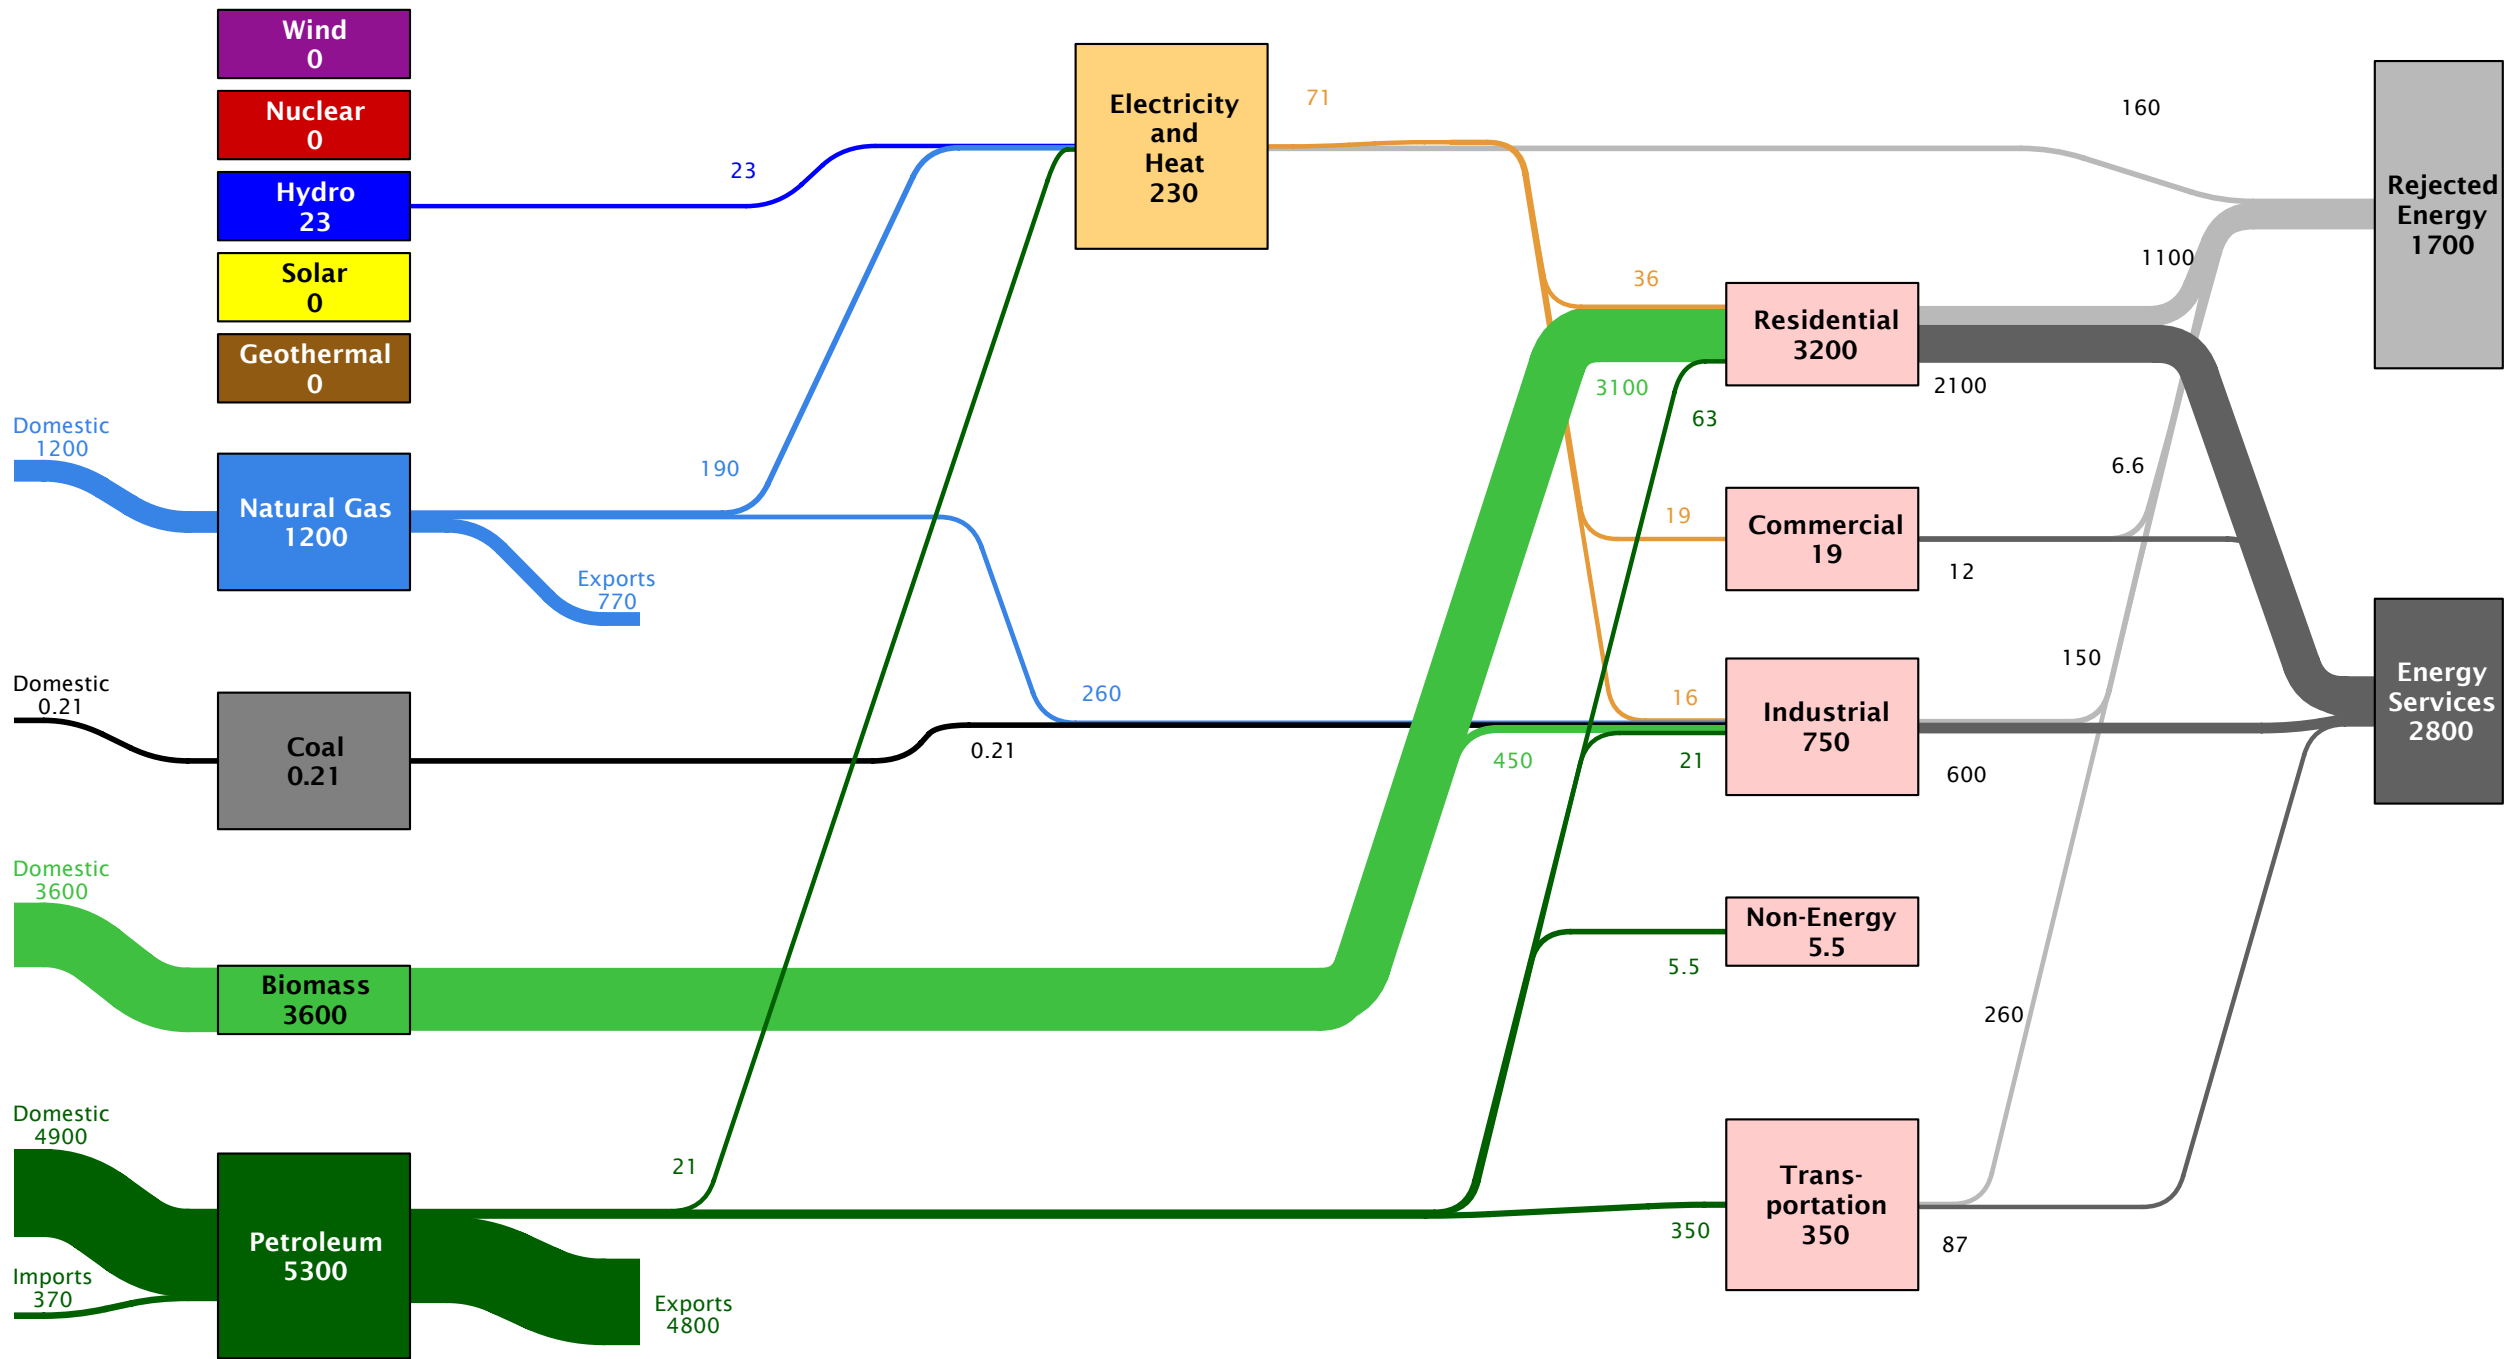 Wind
0
Nuclear
0
Hydro
23
Solar
0
Geothermal
0
Domestic
1200
Natural Gas
1200
Exports
770
Domestic
0.21
Coal
0.21
Domestic
3600
Biomass
3600
Domestic
4900
Imports
370
Petroleum
5300
Exports
4800
23
190
260
0.21
21
Electricity
and
Heat
230
71
36
3100
63
19
16
450
21
5.5
350
Residential
3200
Commercial
19
Industrial
750
Non-Energy
5.5
Trans-
portation
350
160
1100
2100
6.6
12
150
600
260
87
Rejected
Energy
1700
Energy
Services
2800